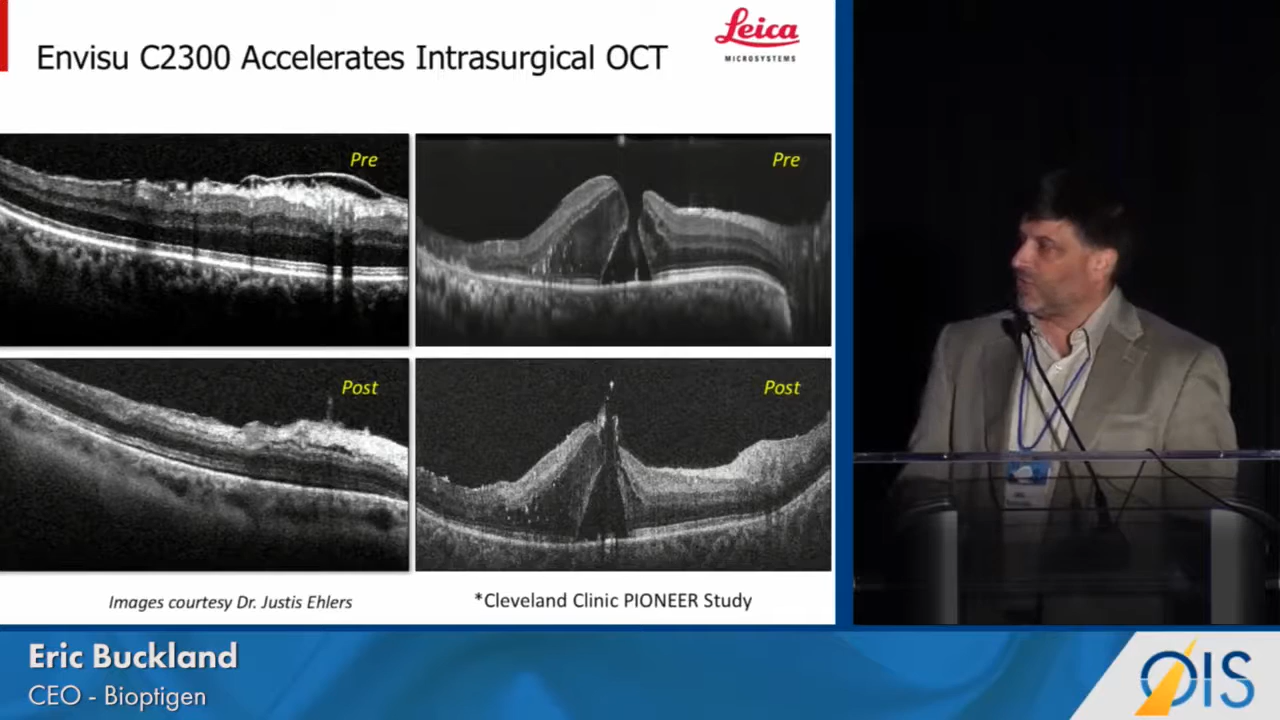 Envisu C2300 Accelerates Intrasurgical OCT
Leica
MICROSYSTEMS
Pre
Pre
Post
Post
Images courtesy Dr. Justis Ehlers
*Cleveland Clinic PIONEER Study
Eric Buckland
CEO - Bioptigen
OIS